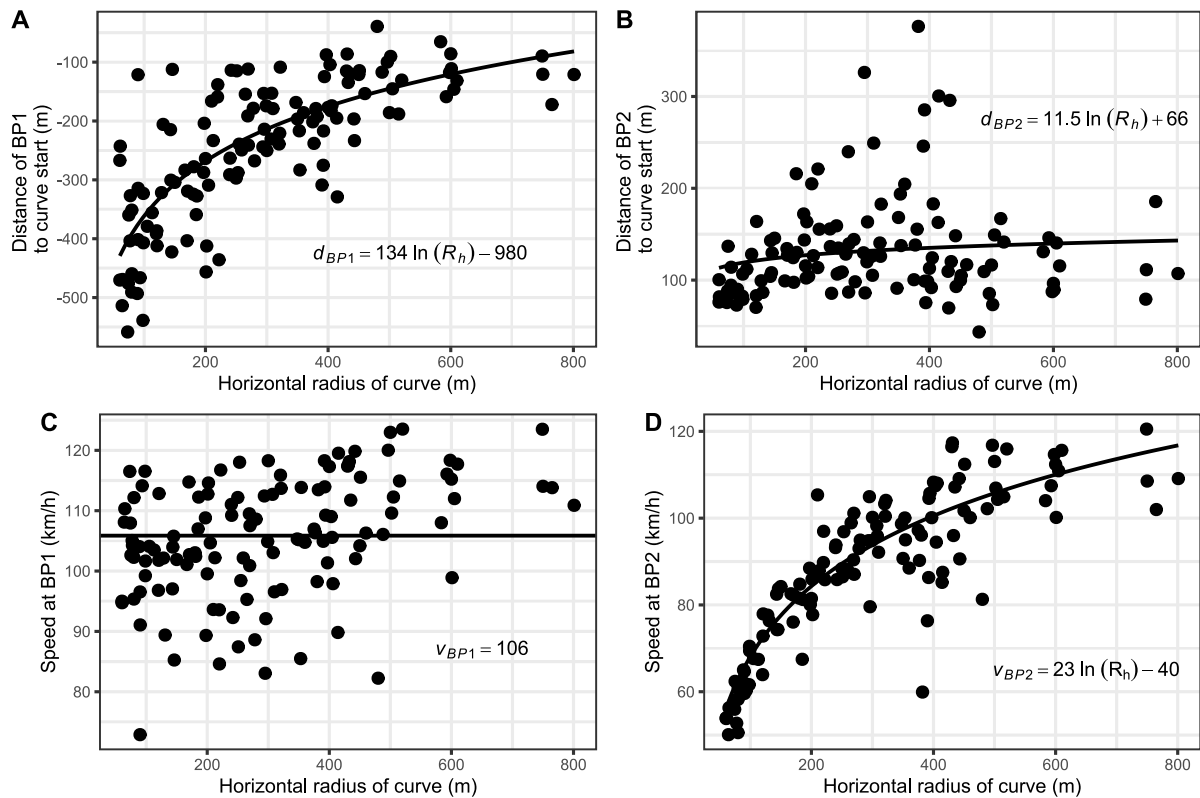 A
Distance of BP1
to curve start (m)
-100
-200
-300
-400
-500
d_BP1 = 134 ln (R_h) − 980
200
400
600
800
Horizontal radius of curve (m)
B
Distance of BP2
to curve start (m)
300
200
100
d_BP2 = 11.5 ln (R_h) + 66
200
400
600
800
Horizontal radius of curve (m)
C
Speed at BP1 (km/h)
120
110
100
90
80
v_BP1 = 106
200
400
600
800
Horizontal radius of curve (m)
D
Speed at BP2 (km/h)
120
100
80
60
v_BP2 = 23 ln (R_h) − 40
200
400
600
800
Horizontal radius of curve (m)